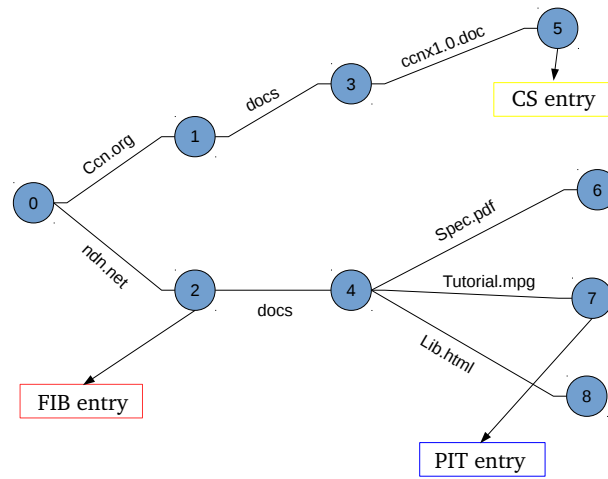 5
ccnx1.0.doc
3
docs
CS entry
1
Ccn.org
0
6
Spec.pdf
ndn.net
2
docs
4
Tutorial.mpg
7
Lib.html
8
FIB entry
PIT entry